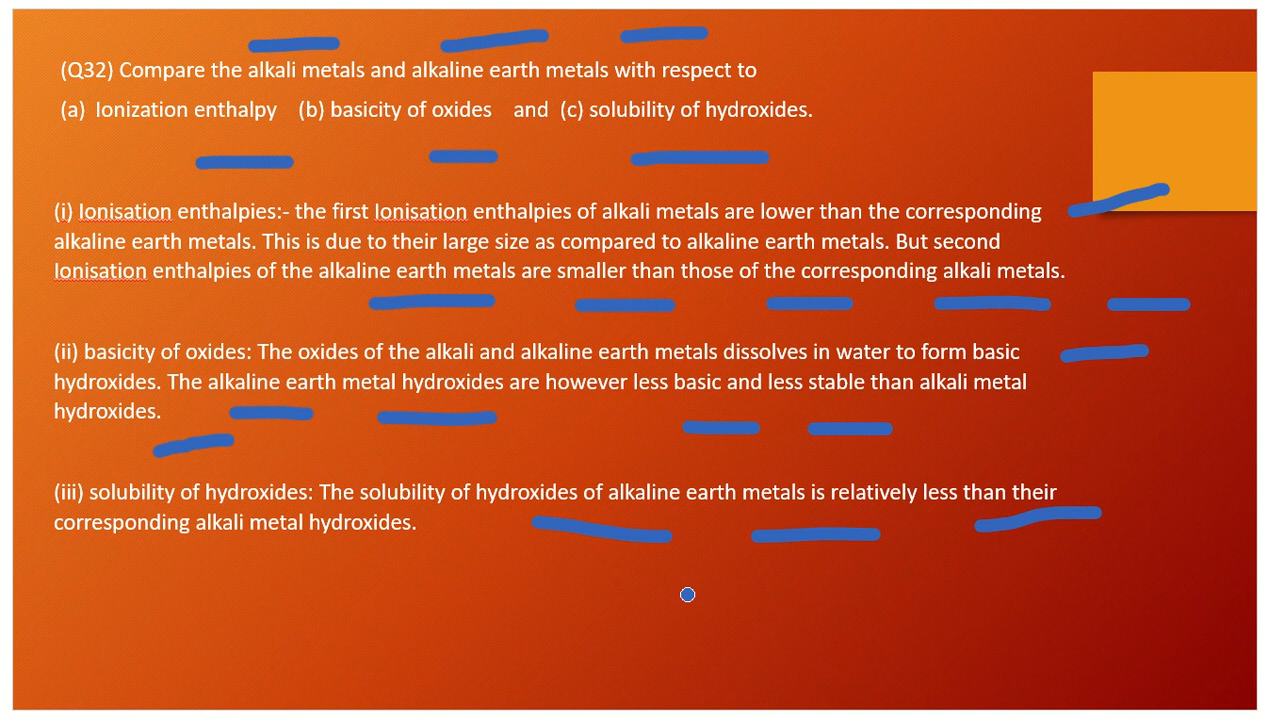 (Q32) Compare the alkali metals and alkaline earth metals with respect to
(a) Ionization enthalpy (b) basicity of oxides and (c) solubility of hydroxides.
(i) Ionisation enthalpies:- the first Ionisation enthalpies of alkali metals are lower than the corresponding
alkaline earth metals. This is due to their large size as compared to alkaline earth metals. But second
Ionisation enthalpies of the alkaline earth metals are smaller than those of the corresponding alkali metals.
(ii) basicity of oxides: The oxides of the alkali and alkaline earth metals dissolves in water to form basic
hydroxides. The alkaline earth metal hydroxides are however less basic and less stable than alkali metal
hydroxides.
(iii) solubility of hydroxides: The solubility of hydroxides of alkaline earth metals is relatively less than their
corresponding alkali metal hydroxides.